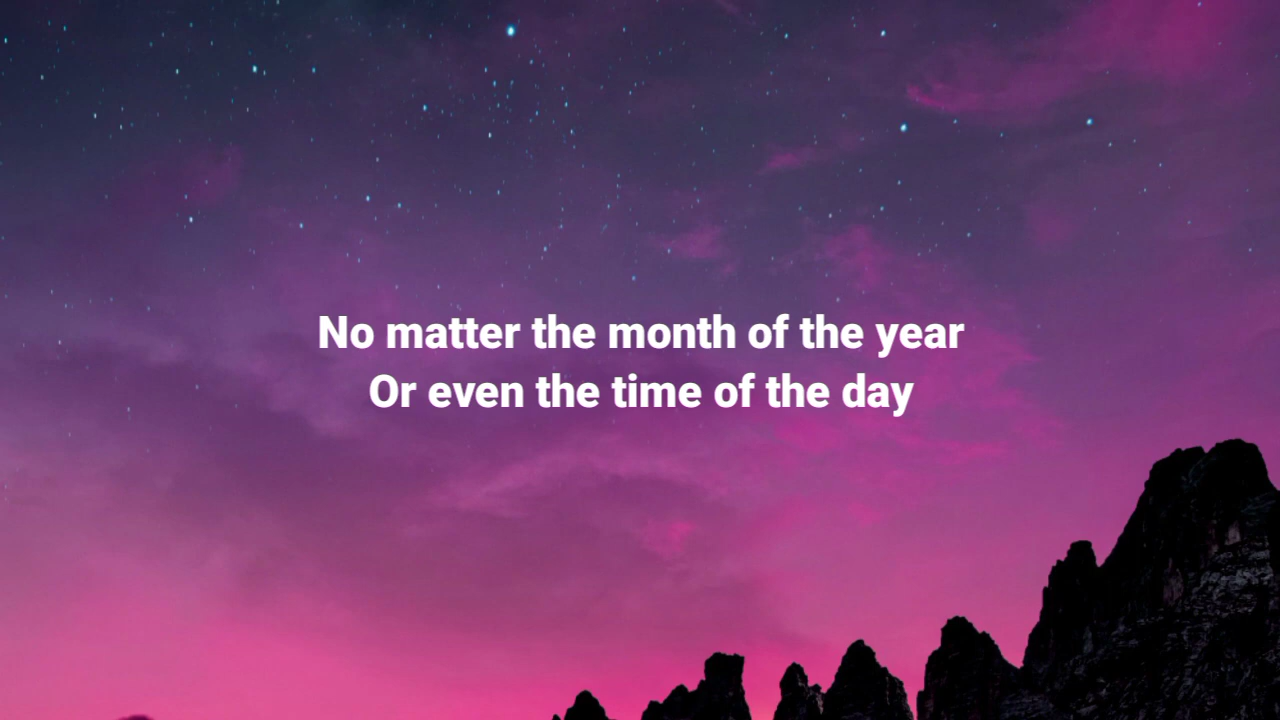 No matter the month of the year
Or even the time of the day